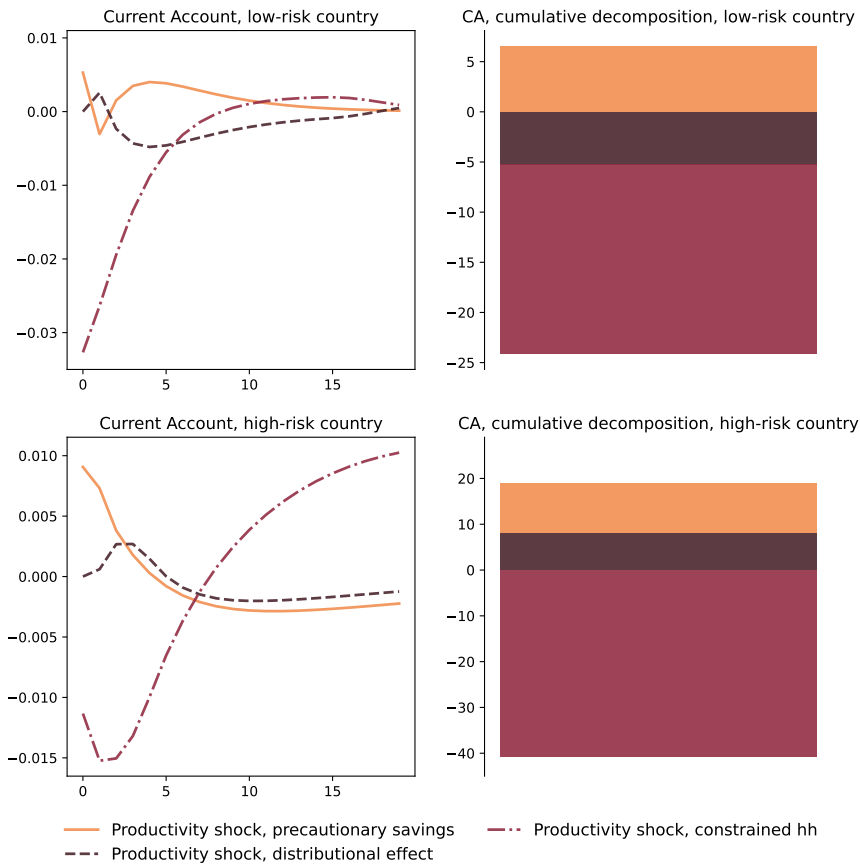 Current Account, low-risk country
0.01
0.00
−0.01
−0.02
−0.03
0 5 10 15
CA, cumulative decomposition, low-risk country
5
0
−5
−10
−15
−20
−25
Current Account, high-risk country
0.010
0.005
0.000
−0.005
−0.010
−0.015
0 5 10 15
CA, cumulative decomposition, high-risk country
20
10
0
−10
−20
−30
−40
Productivity shock, precautionary savings
Productivity shock, distributional effect
Productivity shock, constrained hh